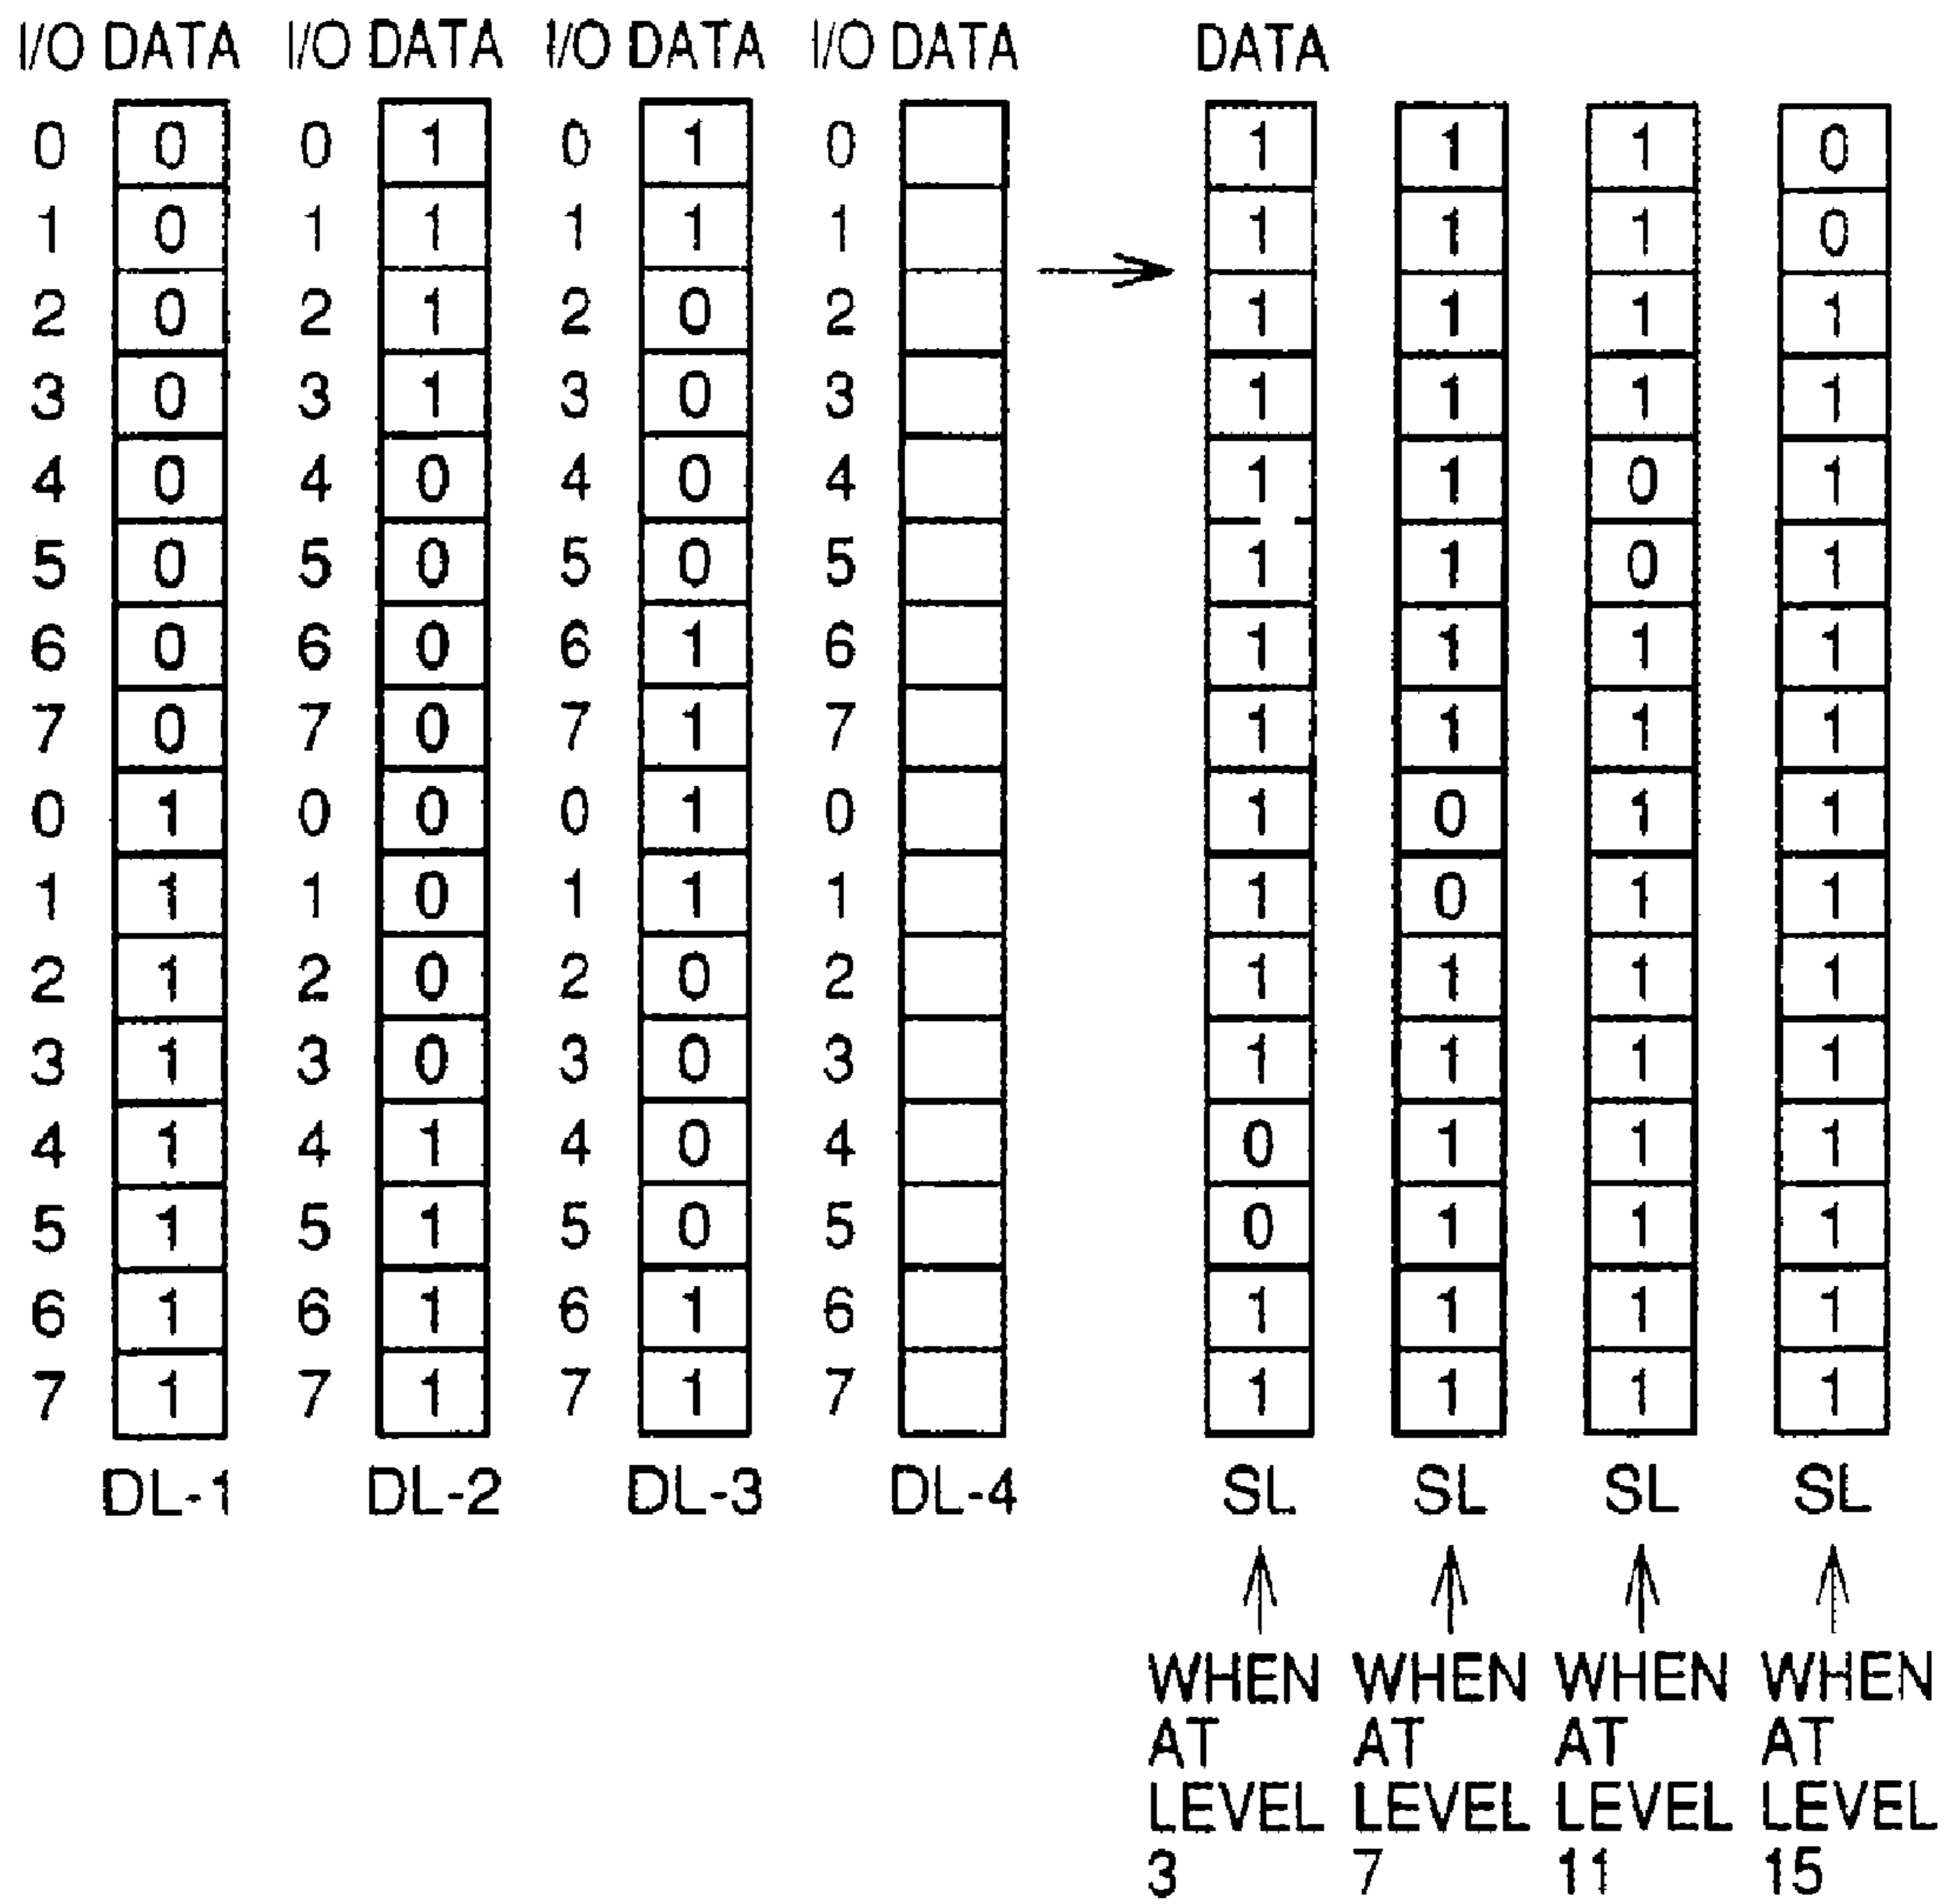 I/O DATA I/O DATA I/O DATA I/O DATA DATA
0 0 0 1 0 1 0 1 1 1 0
1 0 1 1 1 1 1 1 1 1 0
2 0 2 1 2 0 2 1 1 1 1
3 0 3 1 3 0 3 1 1 1 1
4 0 4 0 4 0 4 1 1 0 1
5 0 5 0 5 0 5 1 1 0 1
6 0 6 0 6 1 6 1 1 1 1
7 0 7 0 7 1 7 1 1 1 1
0 1 0 0 0 1 0 1 0 1 1
1 1 1 0 1 1 1 1 0 1 1
2 1 2 0 2 0 2 1 1 1 1
3 1 3 0 3 0 3 1 1 1 1
4 1 4 1 4 0 4 0 1 1 1
5 1 5 1 5 0 5 0 1 1 1
6 1 6 1 6 1 6 1 1 1 1
7 1 7 1 7 1 7 1 1 1 1
DL-1 DL-2 DL-3 DL-4 SL SL SL SL
WHEN WHEN WHEN WHEN
AT AT AT AT
LEVEL LEVEL LEVEL LEVEL
3 7 11 15